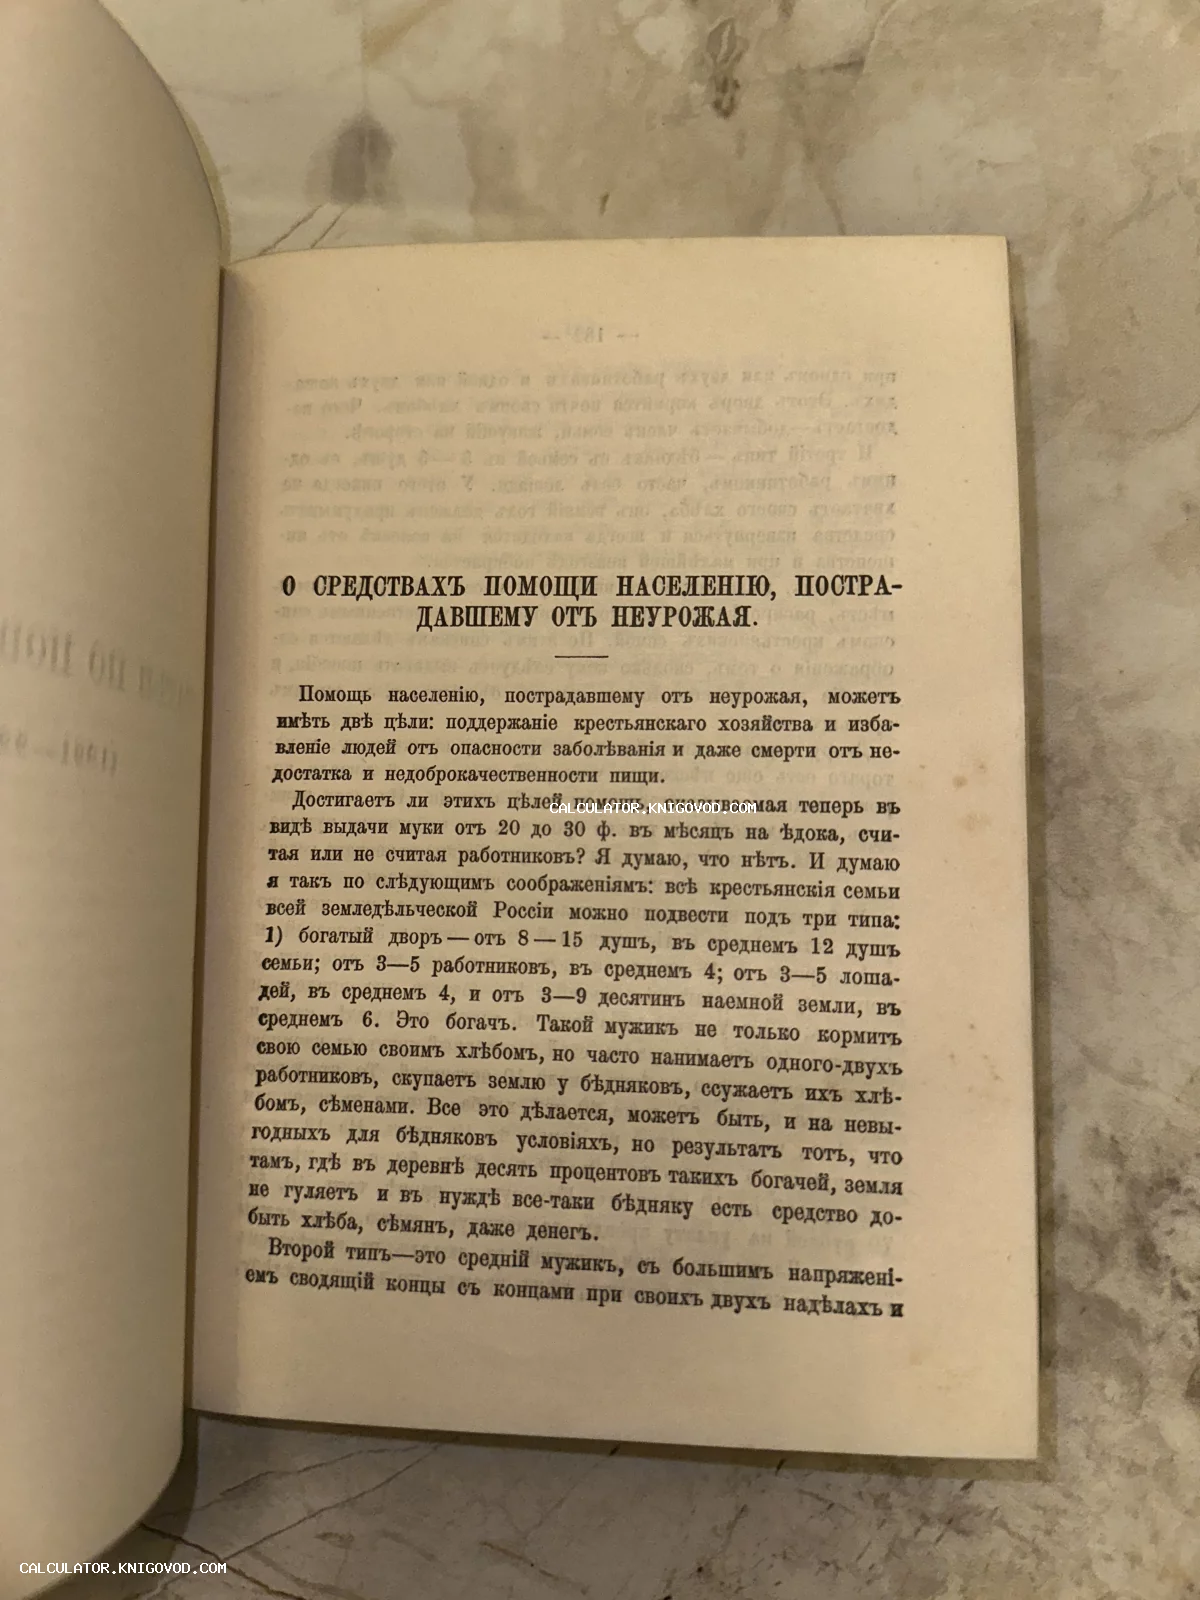 О СРЕДСТВАХЪ ПОМОЩИ НАСЕЛЕНІЮ, ПОСТРА-
ДАВШЕМУ ОТЪ НЕУРОЖАЯ.
Помощь населенію, пострадавшему отъ неурожая, можетъ
имѣть двѣ цѣли: поддержаніе крестьянскаго хозяйства и избa-
вленіе людей отъ опасности заболѣванія и даже смерти отъ не-
достатка и недоброкачественности пищи.
Достигаетъ ли этихъ цѣлей теперь въ
CALCULATOR.KNIGOVOD.COM
видѣ выдачи муки отъ 20 до 30 ф. въ мѣсяцъ на ѣдока, счи-
тая или не считая работниковъ? Я думаю, что нѣтъ. И думаю
я такъ по слѣдующимъ соображеніямъ: всѣ крестьянскія семьи
всей земледѣльческой Россіи можно подвести подъ три типа:
1) богатый дворъ — отъ 8 — 15 душъ, въ среднемъ 12 душъ
семьи; отъ 3—5 работниковъ, въ среднемъ 4; отъ 3—5 лоша-
дей, въ среднемъ 4, и отъ 3—9 десятинъ наемной земли, въ
среднемъ 6. Это богачъ. Такой мужикъ не только кормитъ
свою семью своимъ хлѣбомъ, но часто нанимаетъ одного-двухъ
работниковъ, скупаетъ землю у бѣдняковъ, ссужаетъ ихъ хлѣ-
бомъ, сѣменами. Все это дѣлается, можетъ быть, и на невы-
годныхъ для бѣдняковъ условіяхъ, но результатъ тотъ, что
тамъ, гдѣ въ деревнѣ десять процентовъ такихъ богачей, земля
не гуляетъ и въ нуждѣ все-таки бѣдняку есть средство до-
быть хлѣба, сѣмянъ, даже денегъ.
Второй типъ—это средній мужикъ, съ большимъ напряжені-
емъ сводящій концы съ концами при своихъ двухъ надѣлахъ и
CALCULATOR.KNIGOVOD.COM